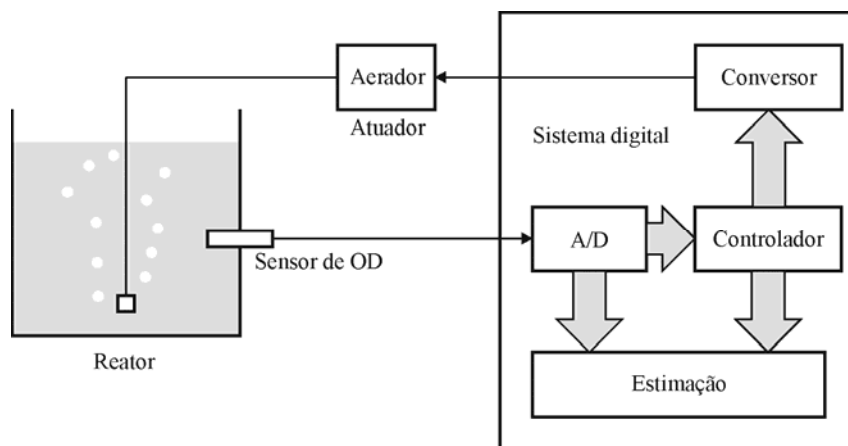 Aerador
Conversor
Atuador
Sistema digital
A/D
Controlador
Sensor de OD
Reator
Estimação